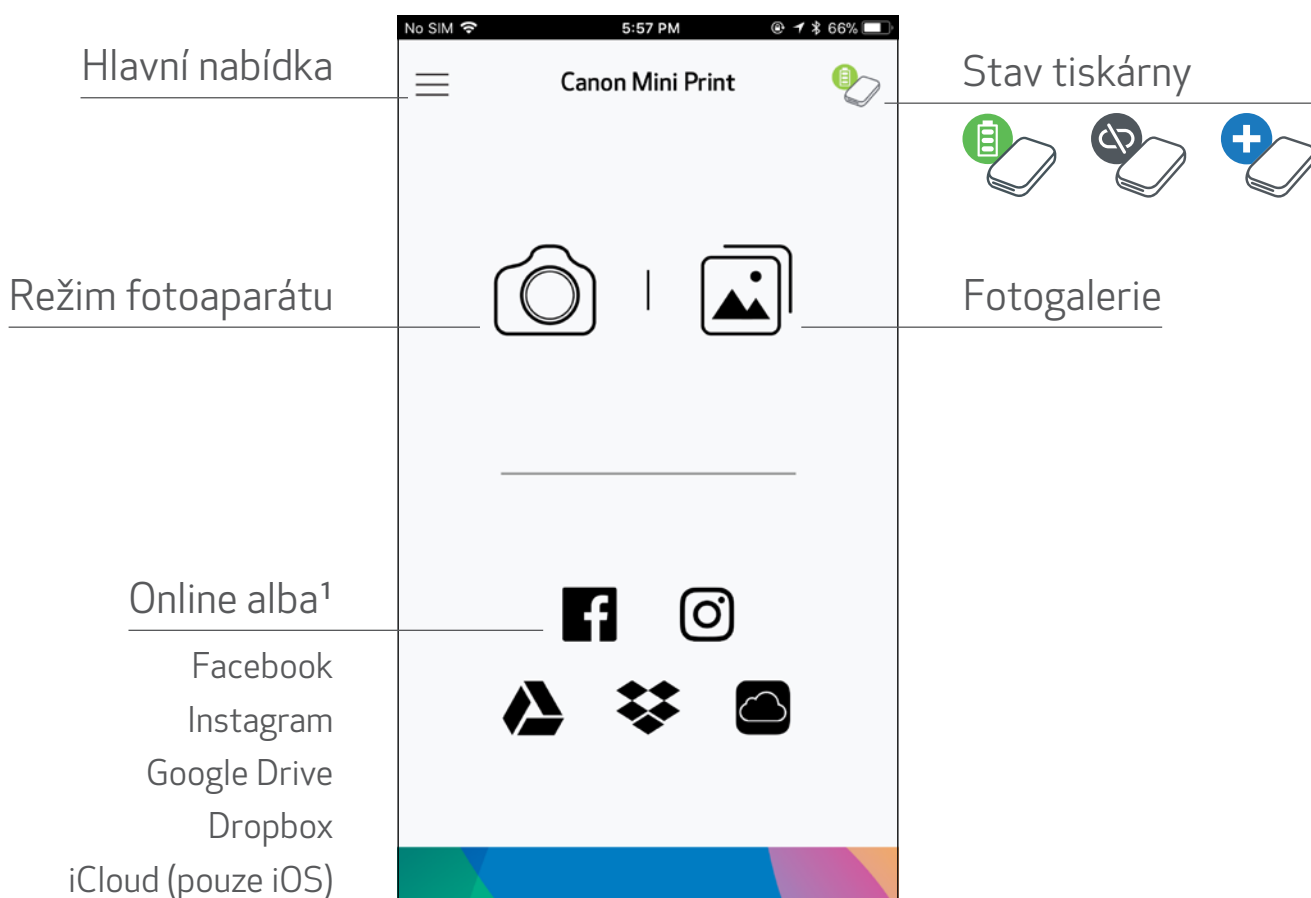 No SIM 5:57 PM 66%
Hlavní nabídka
Canon Mini Print
Stav tiskárny
Režim fotoaparátu
Fotogalerie
Online alba¹
Facebook
Instagram
Google Drive
Dropbox
iCloud (pouze iOS)